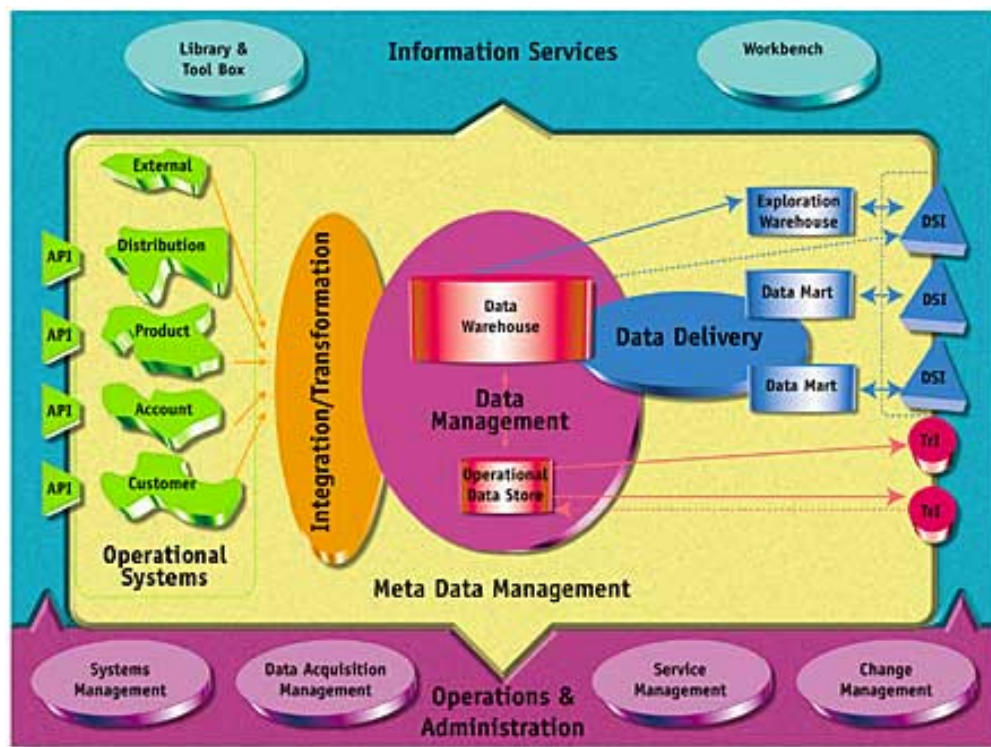 Library &
Tool Box
Information Services
Workbench
External
API
Distribution
API
Product
API
Account
API
Customer
Operational
Systems
Integration/Transformation
Data
Warehouse
Data
Management
Operational
Data Store
Data Delivery
Exploration
Warehouse
Data Mart
Data Mart
DSI
DSI
DSI
TrI
TrI
Meta Data Management
Systems
Management
Data Acquisition
Management
Operations &
Administration
Service
Management
Change
Management